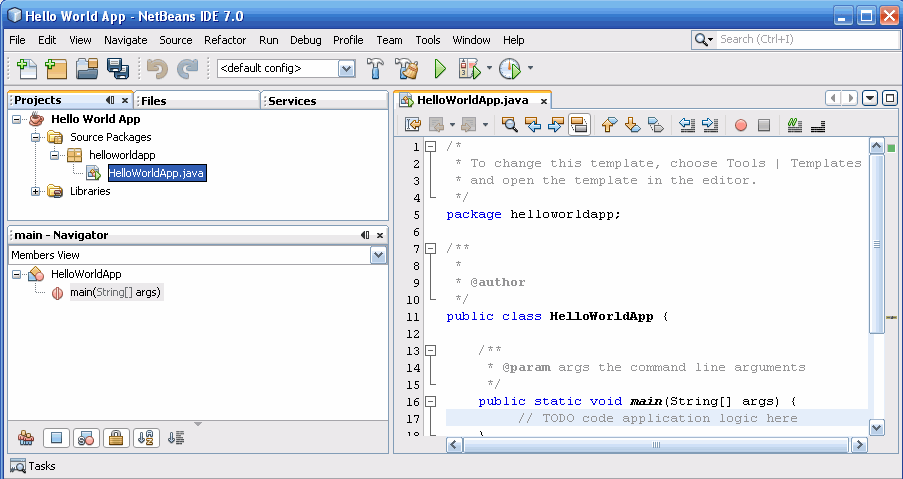 Hello World App - NetBeans IDE 7.0
File Edit View Navigate Source Refactor Run Debug Profile Team Tools Window Help
Search (Ctrl+I)
<default config>
Projects Files Services
Hello World App
Source Packages
helloworldapp
HelloWorldApp.java
Libraries
main - Navigator
Members View
HelloWorldApp
main(String[] args)
HelloWorldApp.java
1 /*
2 * To change this template, choose Tools | Templates
3 * and open the template in the editor.
4 */
5 package helloworldapp;
6
7 /**
8 *
9 * @author
10 */
11 public class HelloWorldApp {
12
13 /**
14 * @param args the command line arguments
15 */
16 public static void main(String[] args) {
17 // TODO code application logic here
18 }
Tasks